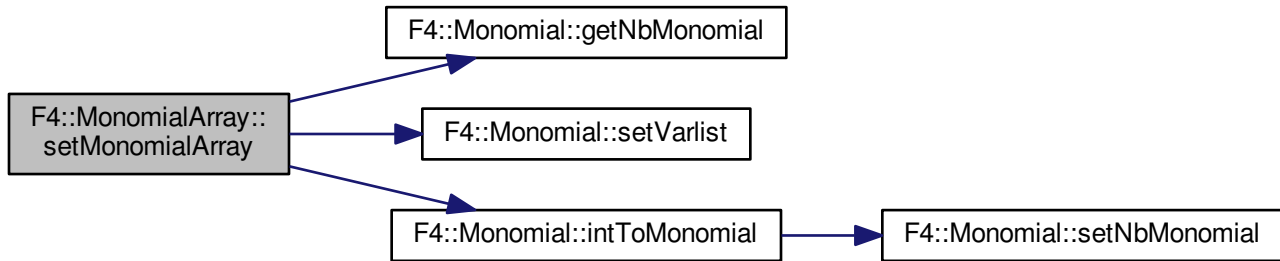 F4::Monomial::getNbMonomial
F4::MonomialArray::
setMonomialArray
F4::Monomial::setVarlist
F4::Monomial::intToMonomial
F4::Monomial::setNbMonomial